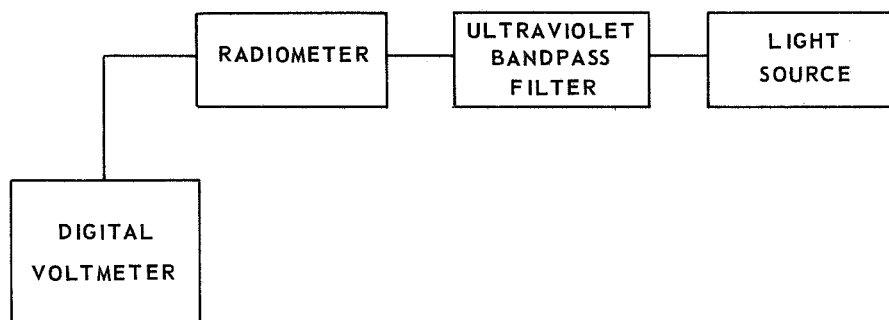 RADIOMETER
ULTRAVIOLET
BANDPASS
FILTER
LIGHT
SOURCE
DIGITAL
VOLTMETER